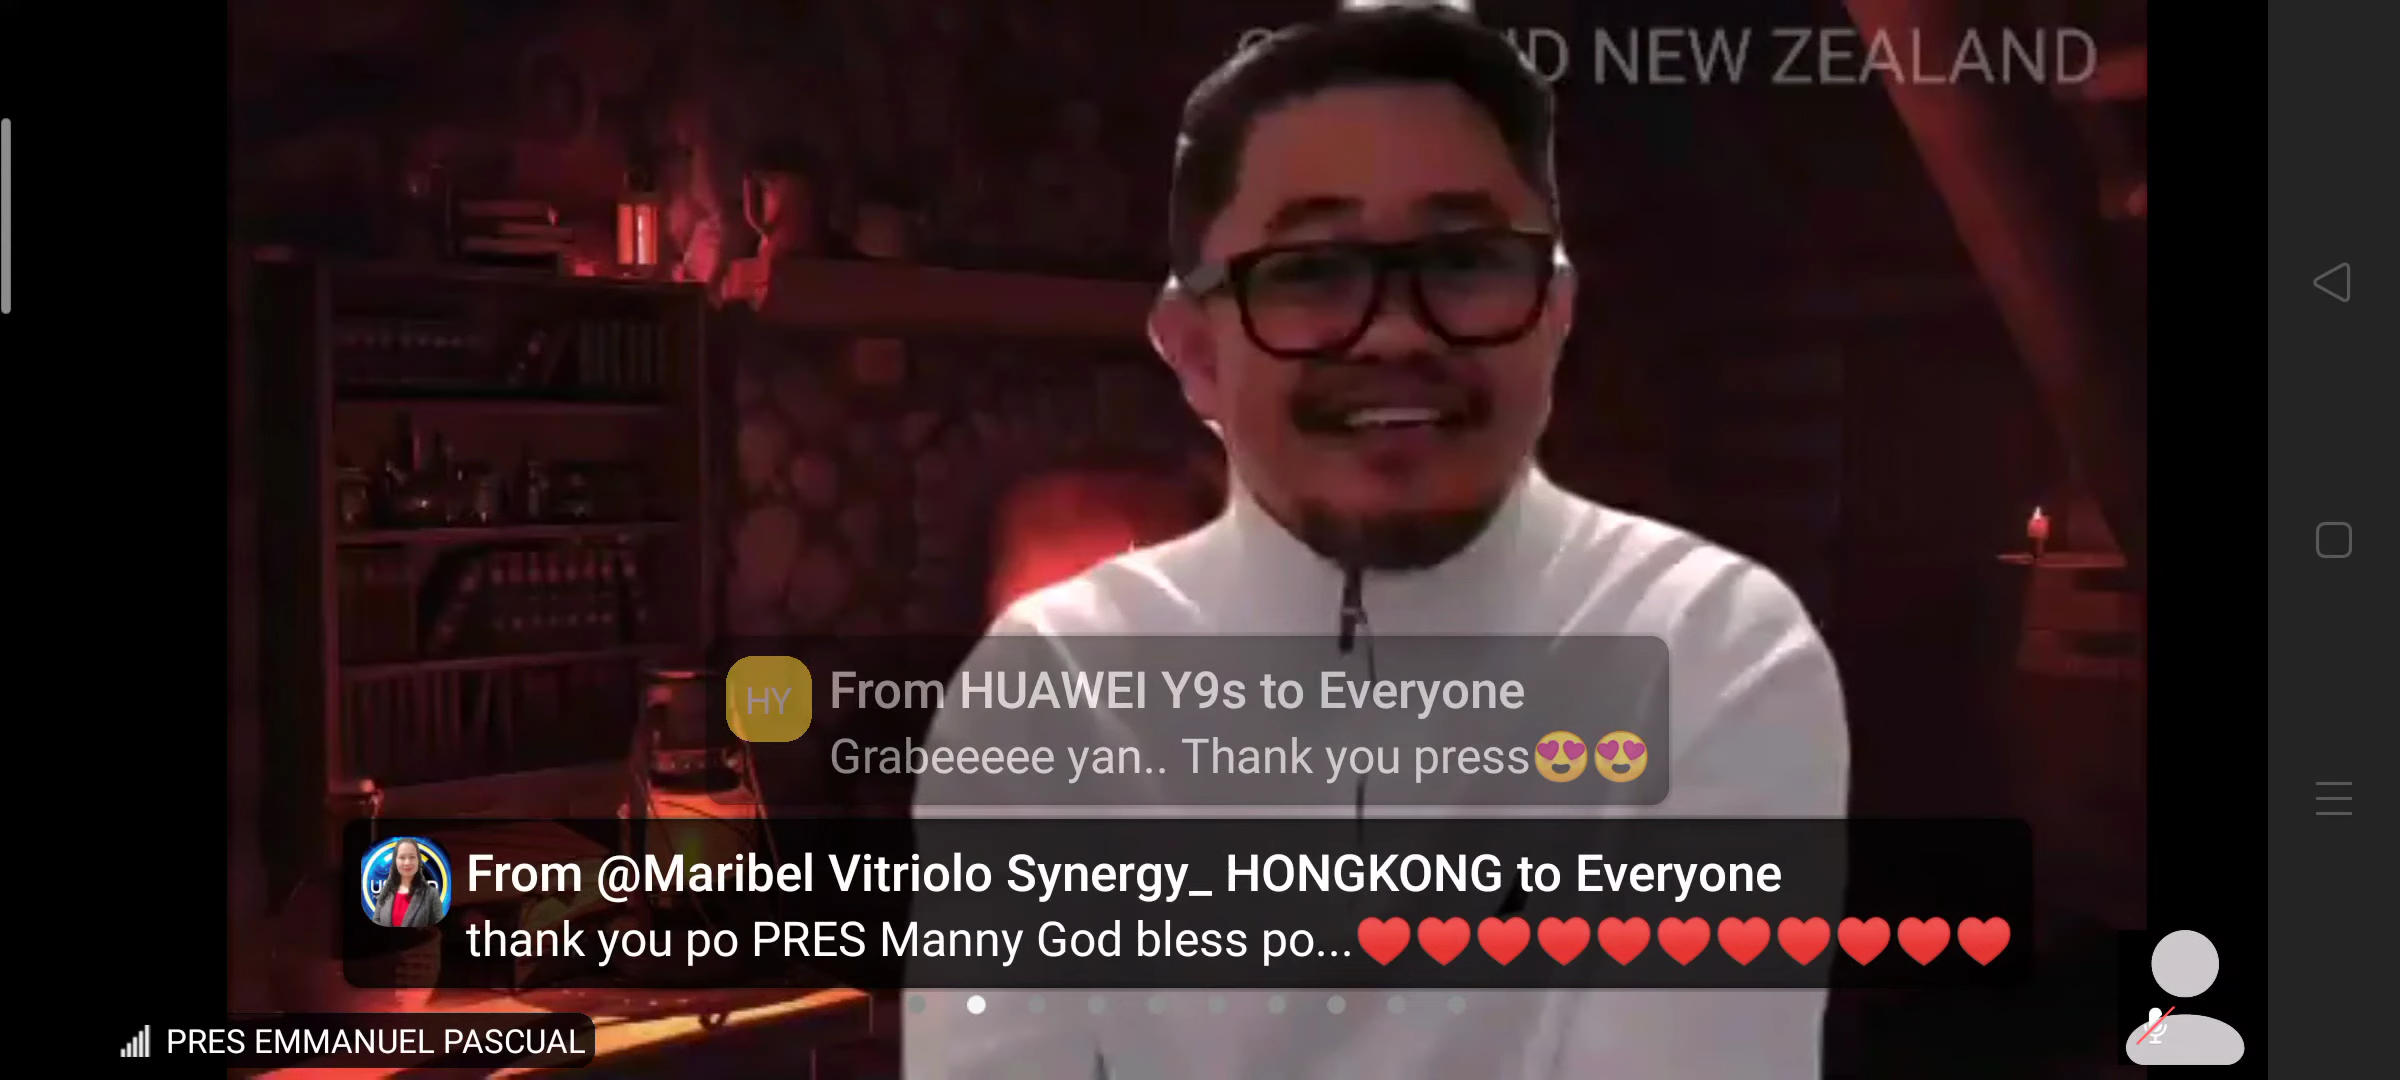 D NEW ZEALAND
HY
From HUAWEI Y9s to Everyone
Grabeeeee yan.. Thank you press😍😍
From @Maribel Vitriolo Synergy_ HONGKONG to Everyone
thank you po PRES Manny God bless po...❤️❤️❤️❤️❤️❤️❤️❤️❤️❤️❤️
PRES EMMANUEL PASCUAL